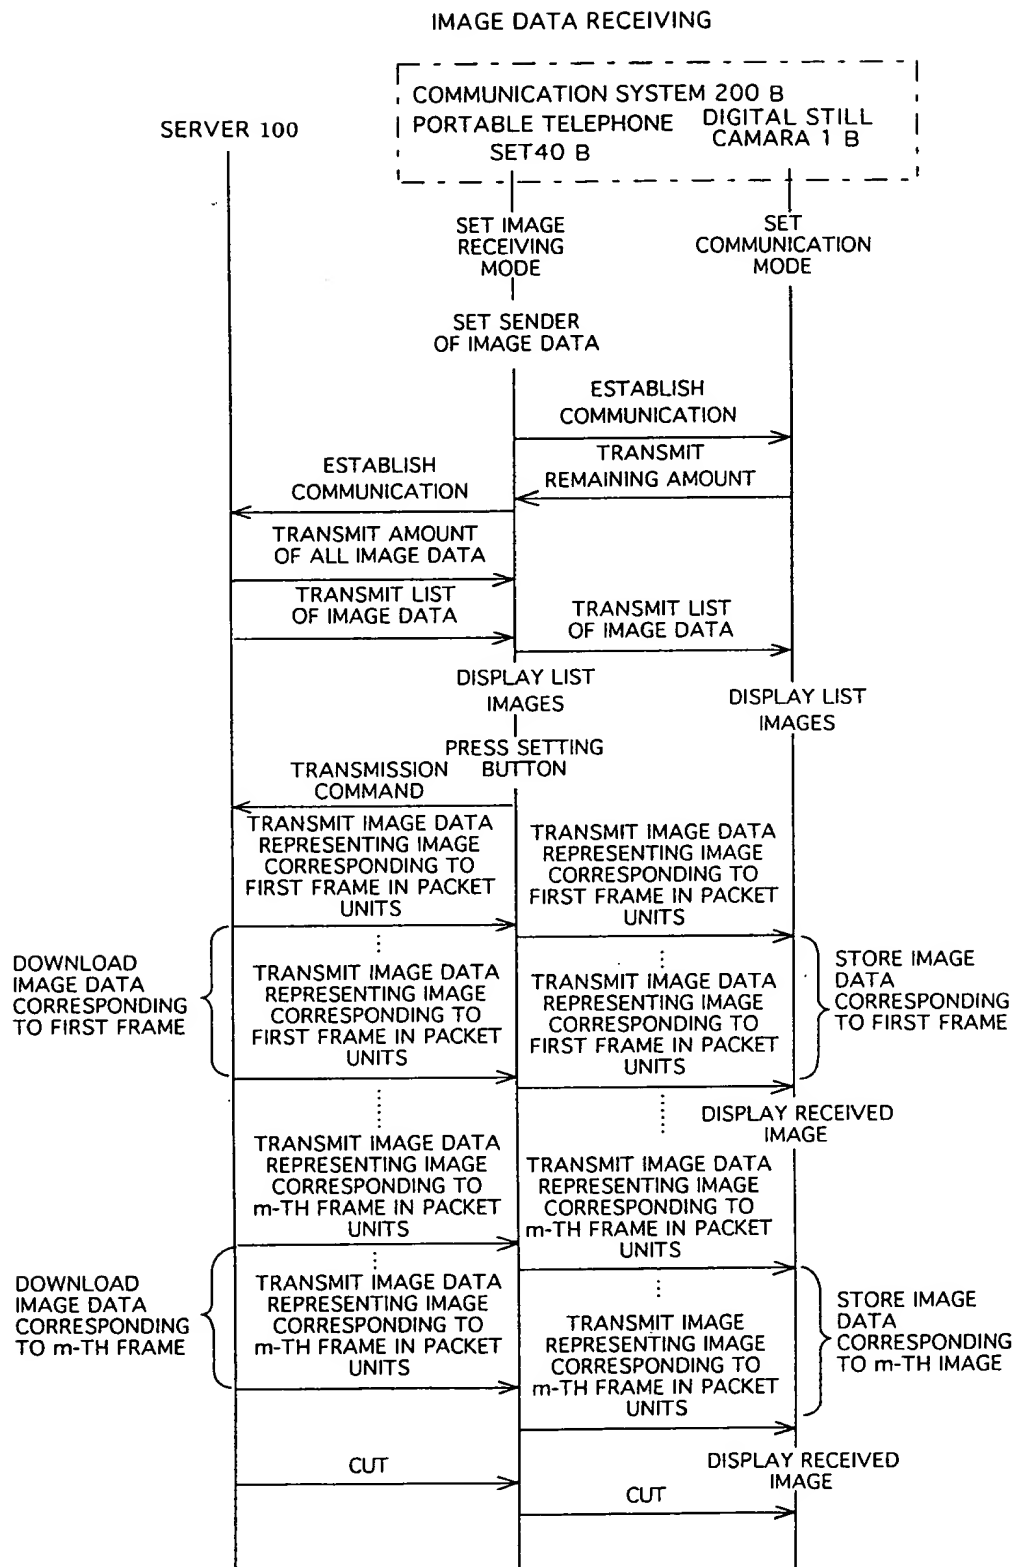 IMAGE DATA RECEIVING
COMMUNICATION SYSTEM 200 B
SERVER 100
PORTABLE TELEPHONE
SET40 B
DIGITAL STILL
CAMARA 1 B
SET IMAGE
RECEIVING
MODE
SET
COMMUNICATION
MODE
SET SENDER
OF IMAGE DATA
ESTABLISH
COMMUNICATION
TRANSMIT
REMAINING AMOUNT
ESTABLISH
COMMUNICATION
TRANSMIT AMOUNT
OF ALL IMAGE DATA
TRANSMIT LIST
OF IMAGE DATA
TRANSMIT LIST
OF IMAGE DATA
DISPLAY LIST
IMAGES
DISPLAY LIST
IMAGES
PRESS SETTING
BUTTON
TRANSMISSION
COMMAND
TRANSMIT IMAGE DATA
REPRESENTING IMAGE
CORRESPONDING TO
FIRST FRAME IN PACKET
UNITS
TRANSMIT IMAGE DATA
REPRESENTING IMAGE
CORRESPONDING TO
FIRST FRAME IN PACKET
UNITS
DOWNLOAD
IMAGE DATA
CORRESPONDING
TO FIRST FRAME
TRANSMIT IMAGE DATA
REPRESENTING IMAGE
CORRESPONDING TO
FIRST FRAME IN PACKET
UNITS
TRANSMIT IMAGE DATA
REPRESENTING IMAGE
CORRESPONDING TO
FIRST FRAME IN PACKET
UNITS
STORE IMAGE
DATA
CORRESPONDING
TO FIRST FRAME
DISPLAY RECEIVED
IMAGE
TRANSMIT IMAGE DATA
REPRESENTING IMAGE
CORRESPONDING TO
m-TH FRAME IN PACKET
UNITS
TRANSMIT IMAGE DATA
REPRESENTING IMAGE
CORRESPONDING TO
m-TH FRAME IN PACKET
UNITS
DOWNLOAD
IMAGE DATA
CORRESPONDING
TO m-TH FRAME
TRANSMIT IMAGE DATA
REPRESENTING IMAGE
CORRESPONDING TO
m-TH FRAME IN PACKET
UNITS
TRANSMIT IMAGE
REPRESENTING IMAGE
CORRESPONDING TO
m-TH FRAME IN PACKET
UNITS
STORE IMAGE
DATA
CORRESPONDING
TO m-TH IMAGE
DISPLAY RECEIVED
IMAGE
CUT
CUT